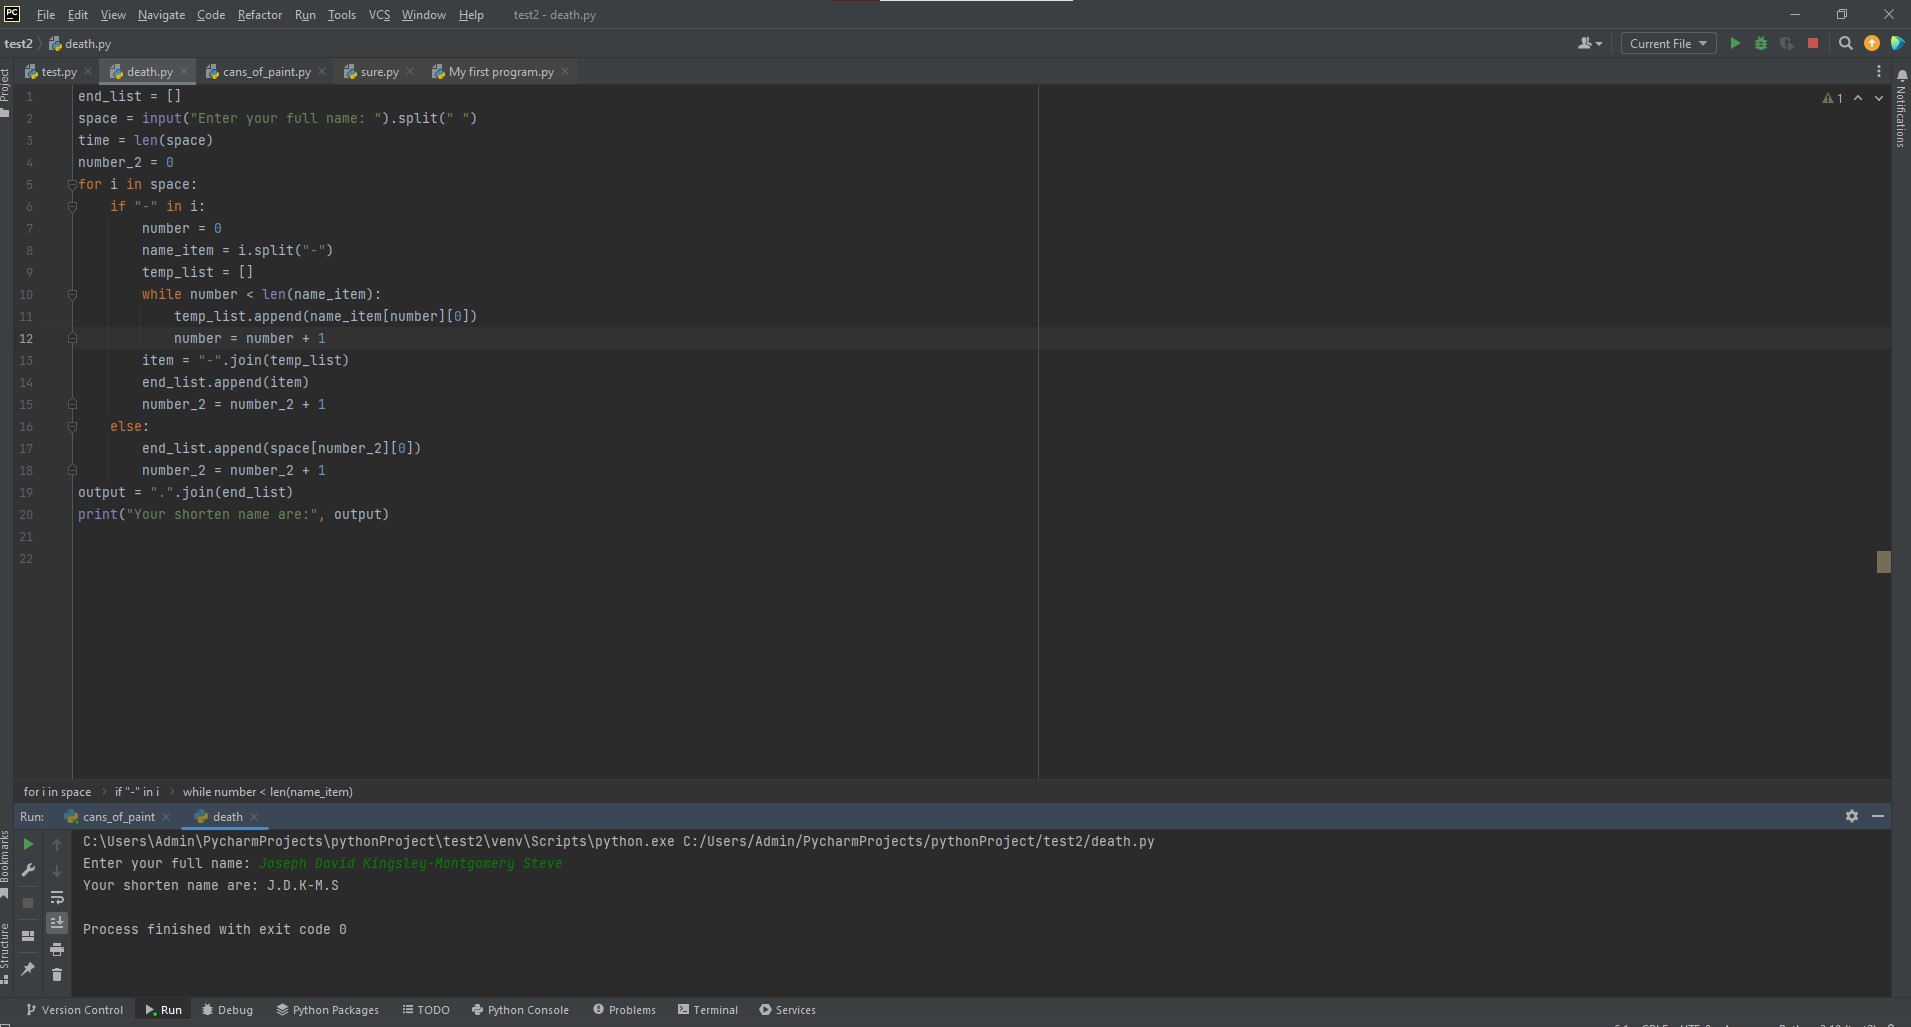 PC File Edit View Navigate Code Refactor Run Tools VCS Window Help test2 - death.py
test2 death.py Current File
Project
test.py death.py cans_of_paint.py sure.py My first program.py
Notifications
1 end_list = [] 1
2 space = input("Enter your full name: ").split(" ")
3 time = len(space)
4 number_2 = 0
5 for i in space:
6 if "-" in i:
7 number = 0
8 name_item = i.split("-")
9 temp_list = []
10 while number < len(name_item):
11 temp_list.append(name_item[number][0])
12 number = number + 1
13 item = "-".join(temp_list)
14 end_list.append(item)
15 number_2 = number_2 + 1
16 else:
17 end_list.append(space[number_2][0])
18 number_2 = number_2 + 1
19 output = ".".join(end_list)
20 print("Your shorten name are:", output)
21
22
for i in space if "-" in i while number < len(name_item)
Run: cans_of_paint death
Bookmarks
Structure
C:\Users\Admin\PycharmProjects\pythonProject\test2\venv\Scripts\python.exe C:/Users/Admin/PycharmProjects/pythonProject/test2/death.py
Enter your full name: Joseph David Kingsley-Montgomery Steve
Your shorten name are: J.D.K-M.S
Process finished with exit code 0
Version Control Run Debug Python Packages TODO Python Console Problems Terminal Services